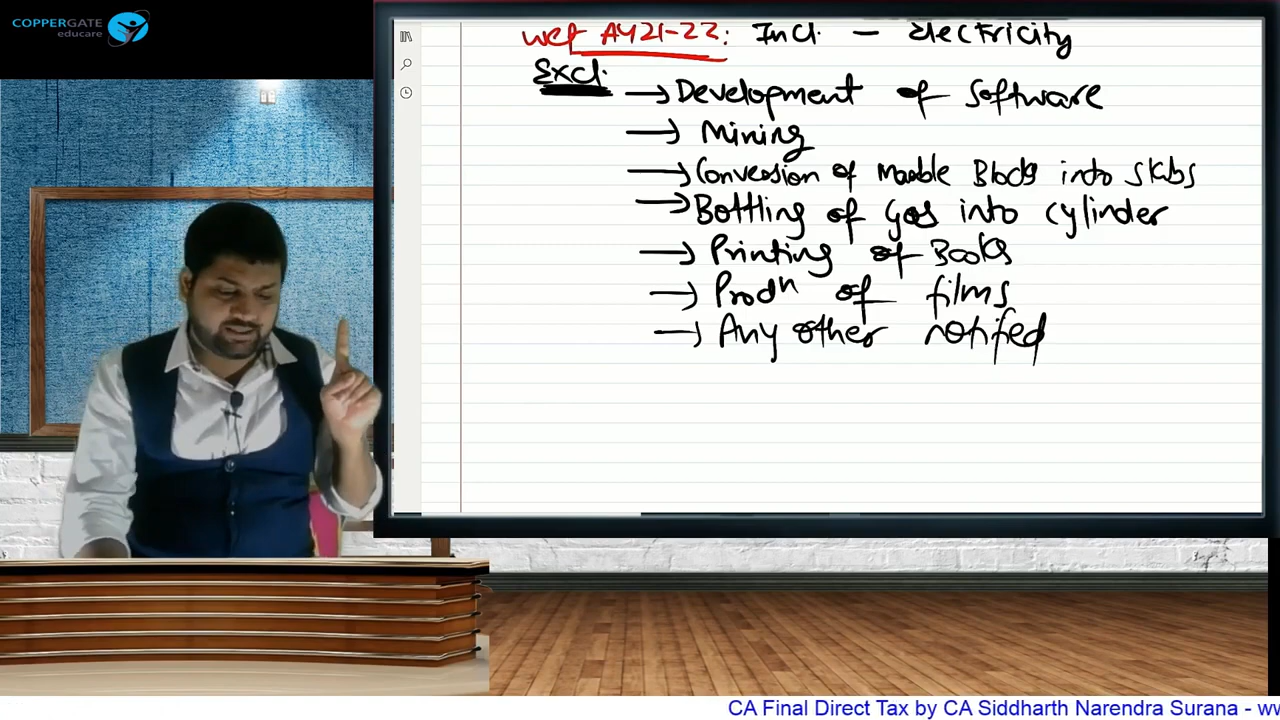 COPPERGATE
educare
wef AY21-22: Incl. - Electricity
Excl.
→ Development of Software
→ Mining
→ Conversion of Marble Blocks into Slabs
→ Bottling of Gas into cylinder
→ Printing of Books
→ Prodn of films
→ Any other notifed
CA Final Direct Tax by CA Siddharth Narendra Surana - ww